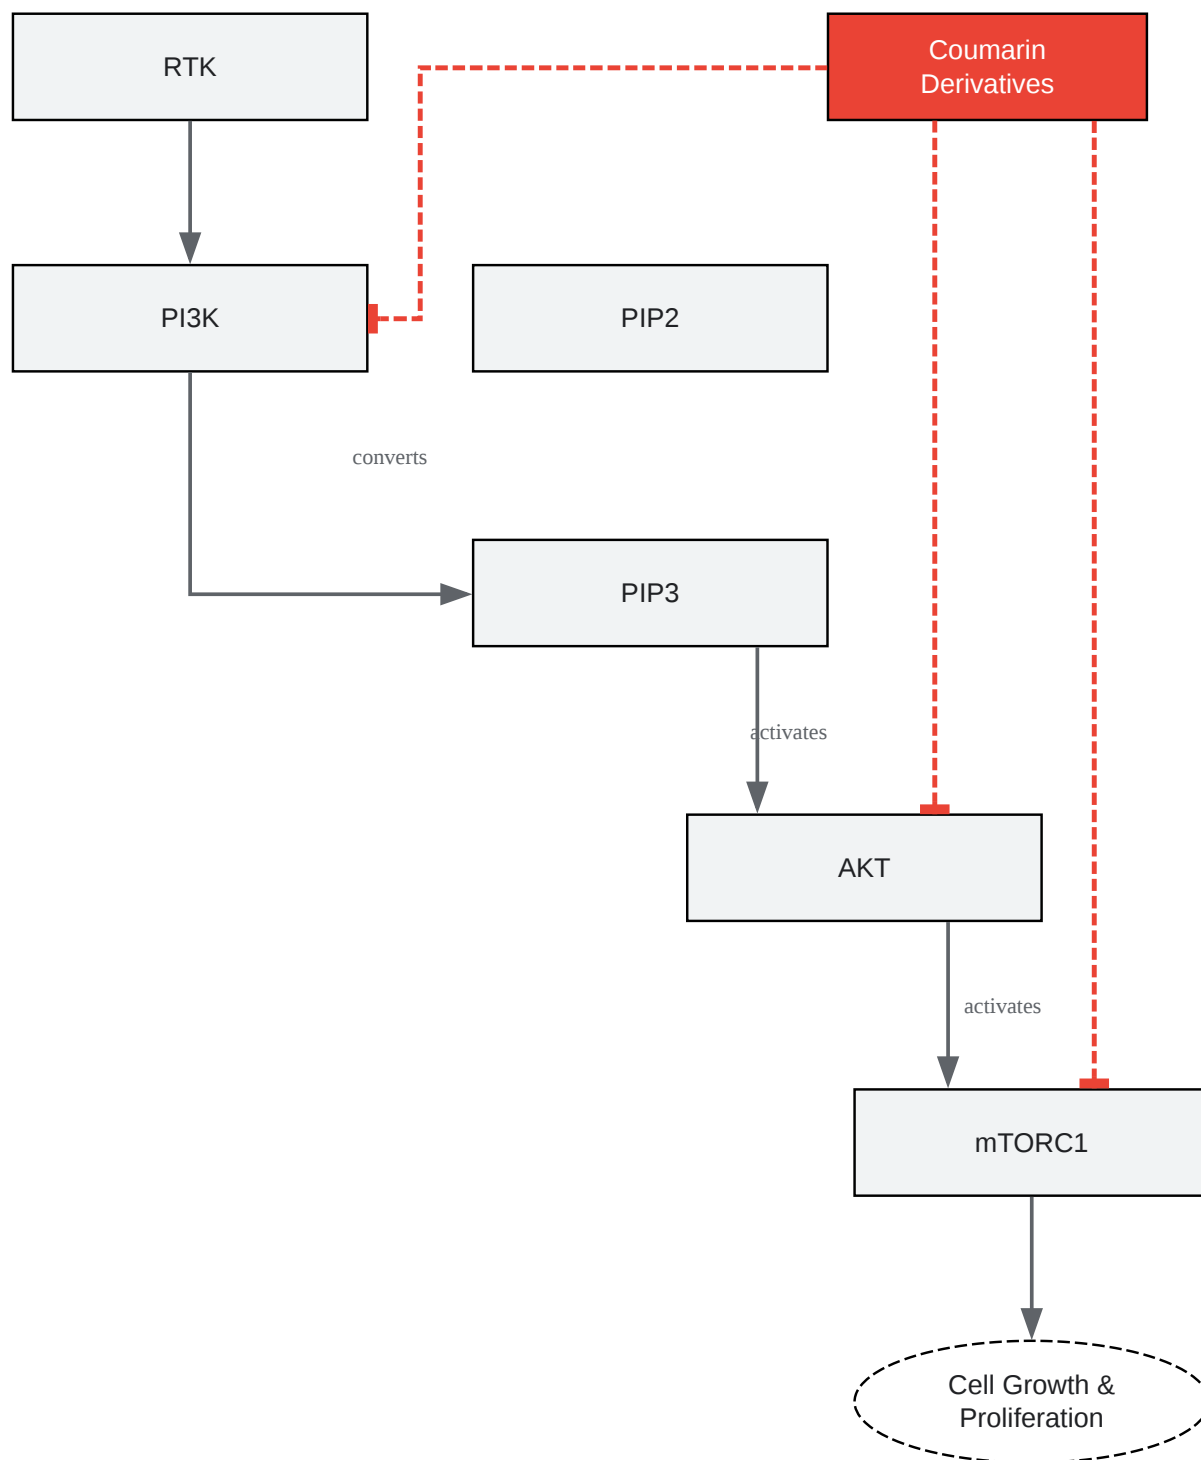 RTK
Coumarin
Derivatives
PI3K
PIP2
converts
PIP3
activates
AKT
activates
mTORC1
Cell Growth &
Proliferation